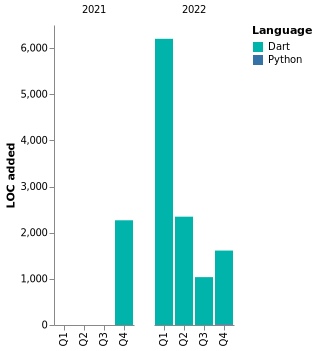 2021 2022
Language
Dart
Python
LOC added
6,000
5,000
4,000
3,000
2,000
1,000
0
Q1 Q2 Q3 Q4 Q1 Q2 Q3 Q4